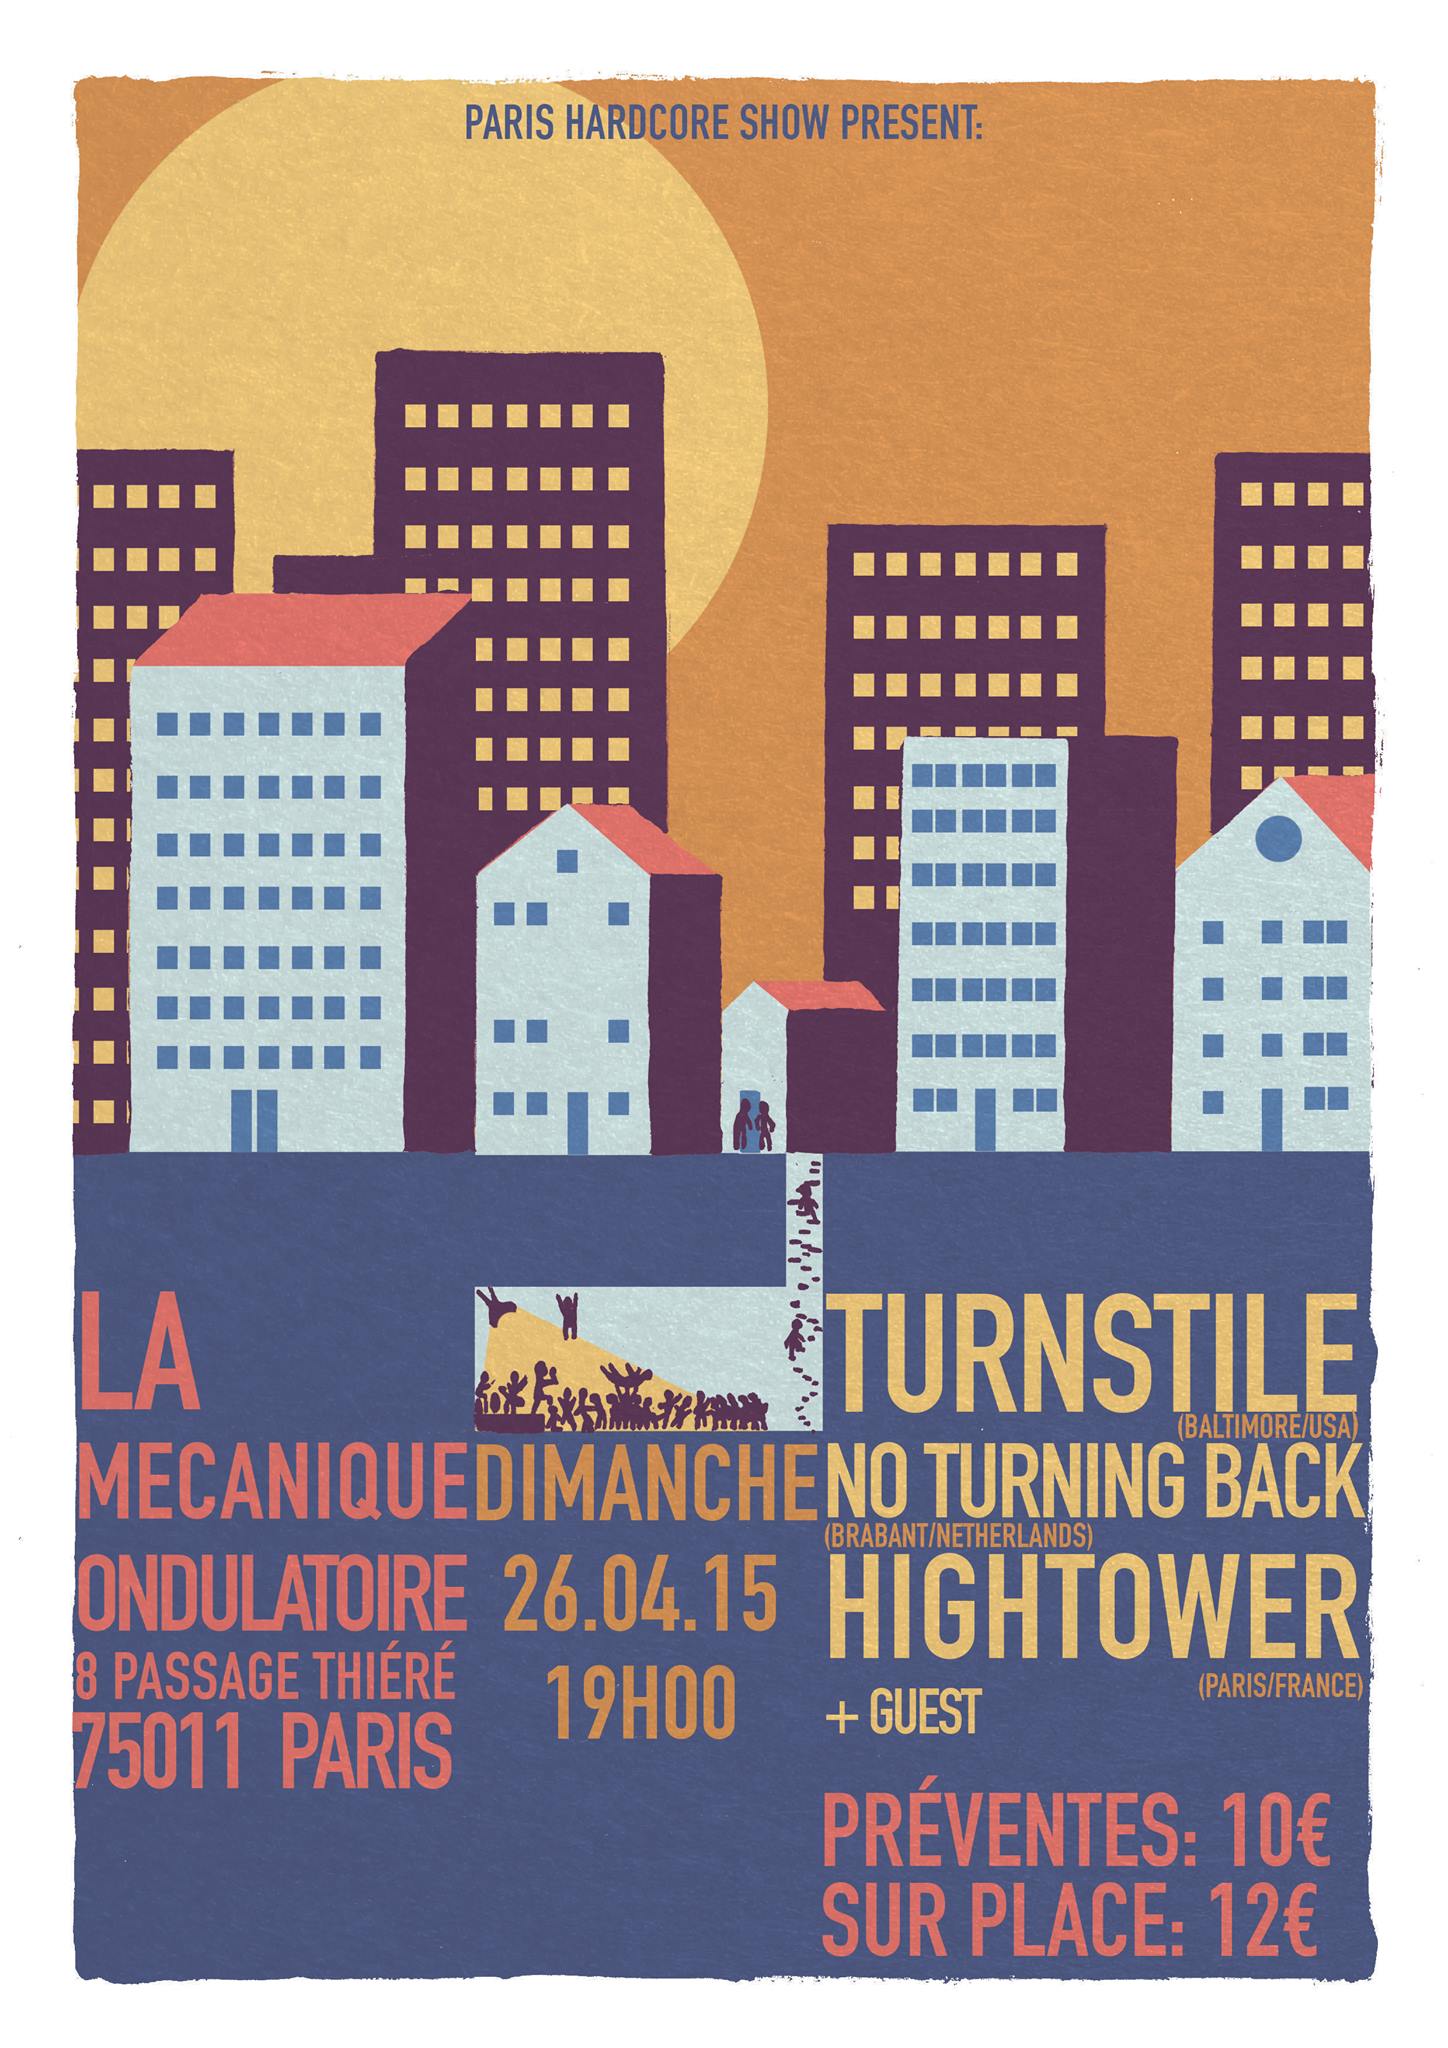 PARIS HARDCORE SHOW PRESENT:
LA
MECANIQUE
ONDULATOIRE
8 PASSAGE THIÉRÉ
75011 PARIS
DIMANCHE
26.04.15
19H00
TURNSTILE
(BALTIMORE/USA)
NO TURNING BACK
(BRABANT/NETHERLANDS)
HIGHTOWER
(PARIS/FRANCE)
+ GUEST
PRÉVENTES: 10€
SUR PLACE: 12€